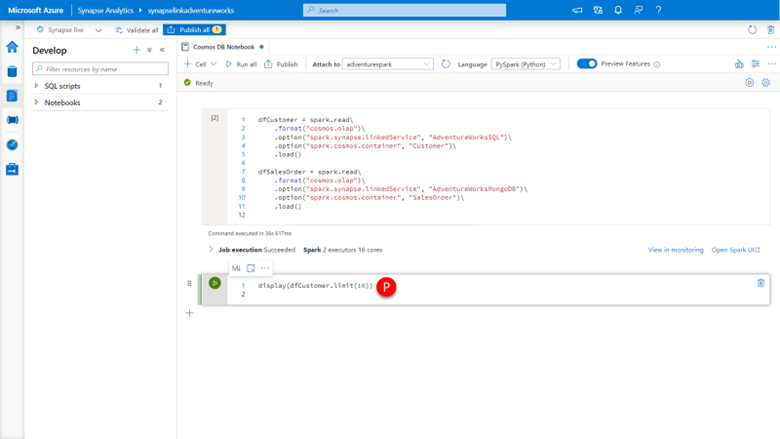 Microsoft Azure Synapse Analytics > synapselinkadventureworks Search ?
Synapse live Validate all Publish all 1
Develop
Filter resources by name
SQL scripts 1
Notebooks 2
Cosmos DB Notebook
Cell Run all Publish Attach to adventurespark Language PySpark (Python) Preview Features
Ready
[2]
1 dfCustomer = spark.read\
2 .format("cosmos.olap")\
3 .option("spark.synapse.linkedService", "AdventureWorksSQL")\
4 .option("spark.cosmos.container", "Customer")\
5 .load()
6
7 dfSalesOrder = spark.read\
8 .format("cosmos.olap")\
9 .option("spark.synapse.linkedService", "AdventureWorksMongoDB")\
10 .option("spark.cosmos.container", "SalesOrder")\
11 .load()
12
Command executed in 36s 617ms
Job execution Succeeded Spark 2 executors 16 cores View in monitoring Open Spark UI
M↓
1 display(dfCustomer.limit(10)) P
2